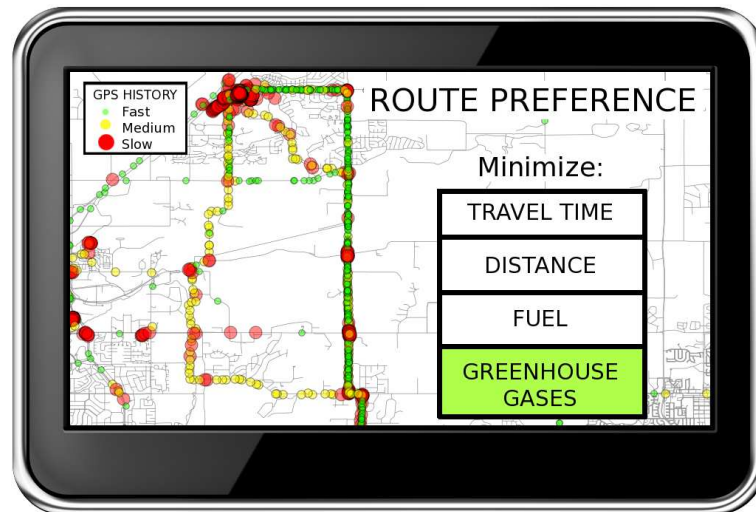 GPS HISTORY
Fast
Medium
Slow
ROUTE PREFERENCE
Minimize:
TRAVEL TIME
DISTANCE
FUEL
GREENHOUSE
GASES